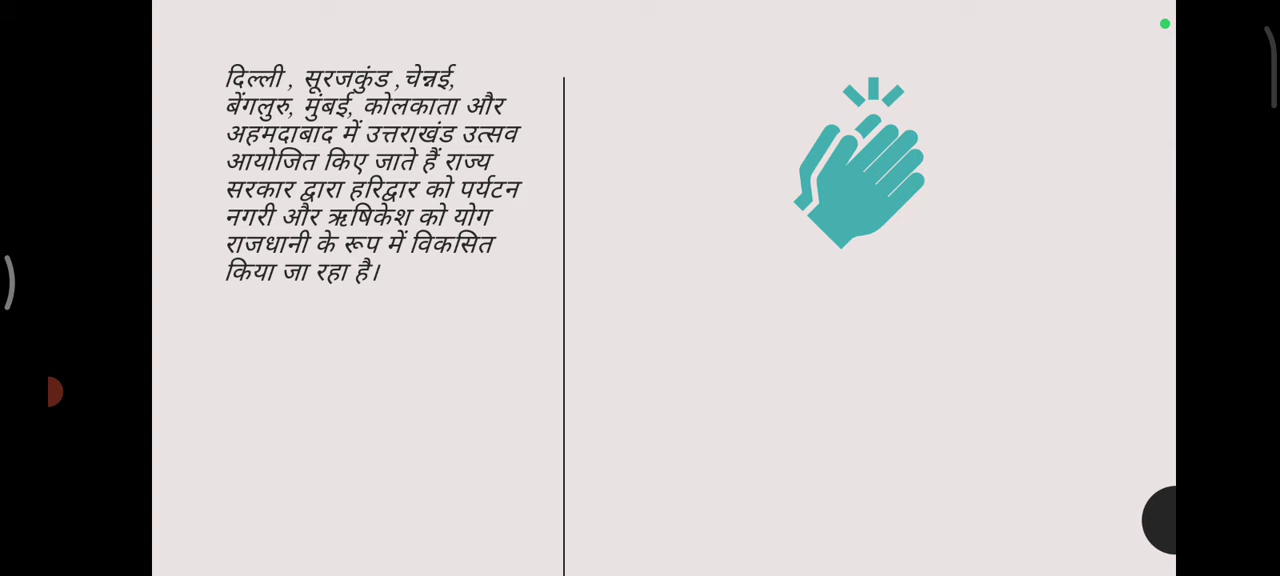 दिल्ली , सूरजकुंड ,चेन्नई,
बेंगलुरु, मुंबई, कोलकाता और
अहमदाबाद में उत्तराखंड उत्सव
आयोजित किए जाते हैं राज्य
सरकार द्वारा हरिद्वार को पर्यटन
नगरी और ऋषिकेश को योग
राजधानी के रूप में विकसित
किया जा रहा है।